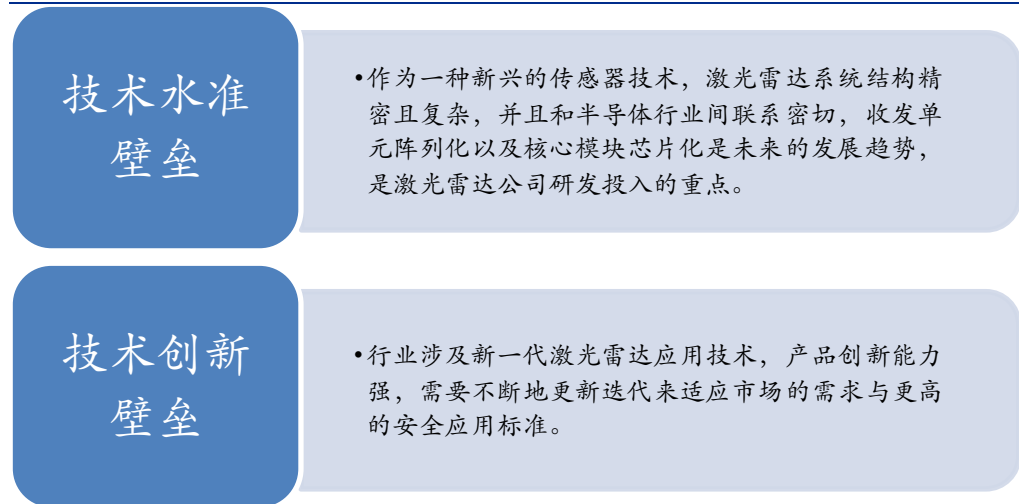 技术水准
壁垒
•作为一种新兴的传感器技术，激光雷达系统结构精
密且复杂，并且和半导体行业间联系密切，收发单
元阵列化以及核心模块芯片化是未来的发展趋势，
是激光雷达公司研发投入的重点。
技术创新
壁垒
•行业涉及新一代激光雷达应用技术，产品创新能力
强，需要不断地更新迭代来适应市场的需求与更高
的安全应用标准。